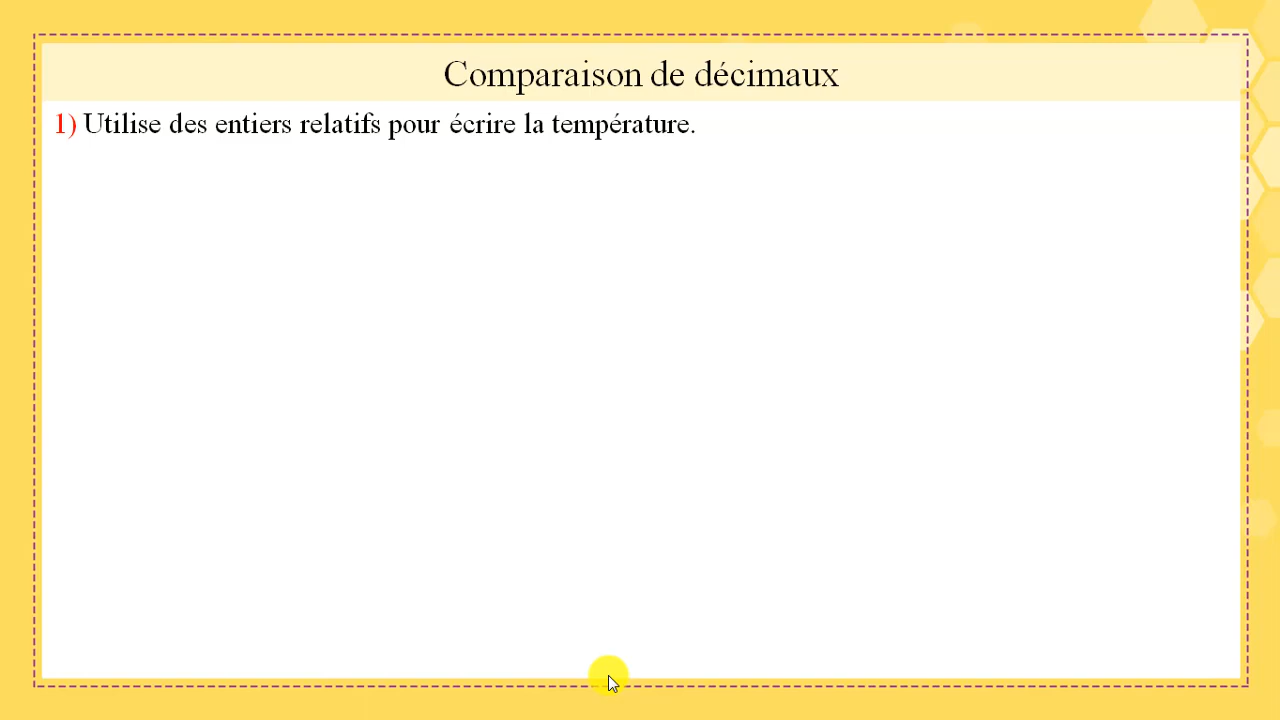 Comparaison de décimaux
1) Utilise des entiers relatifs pour écrire la température.